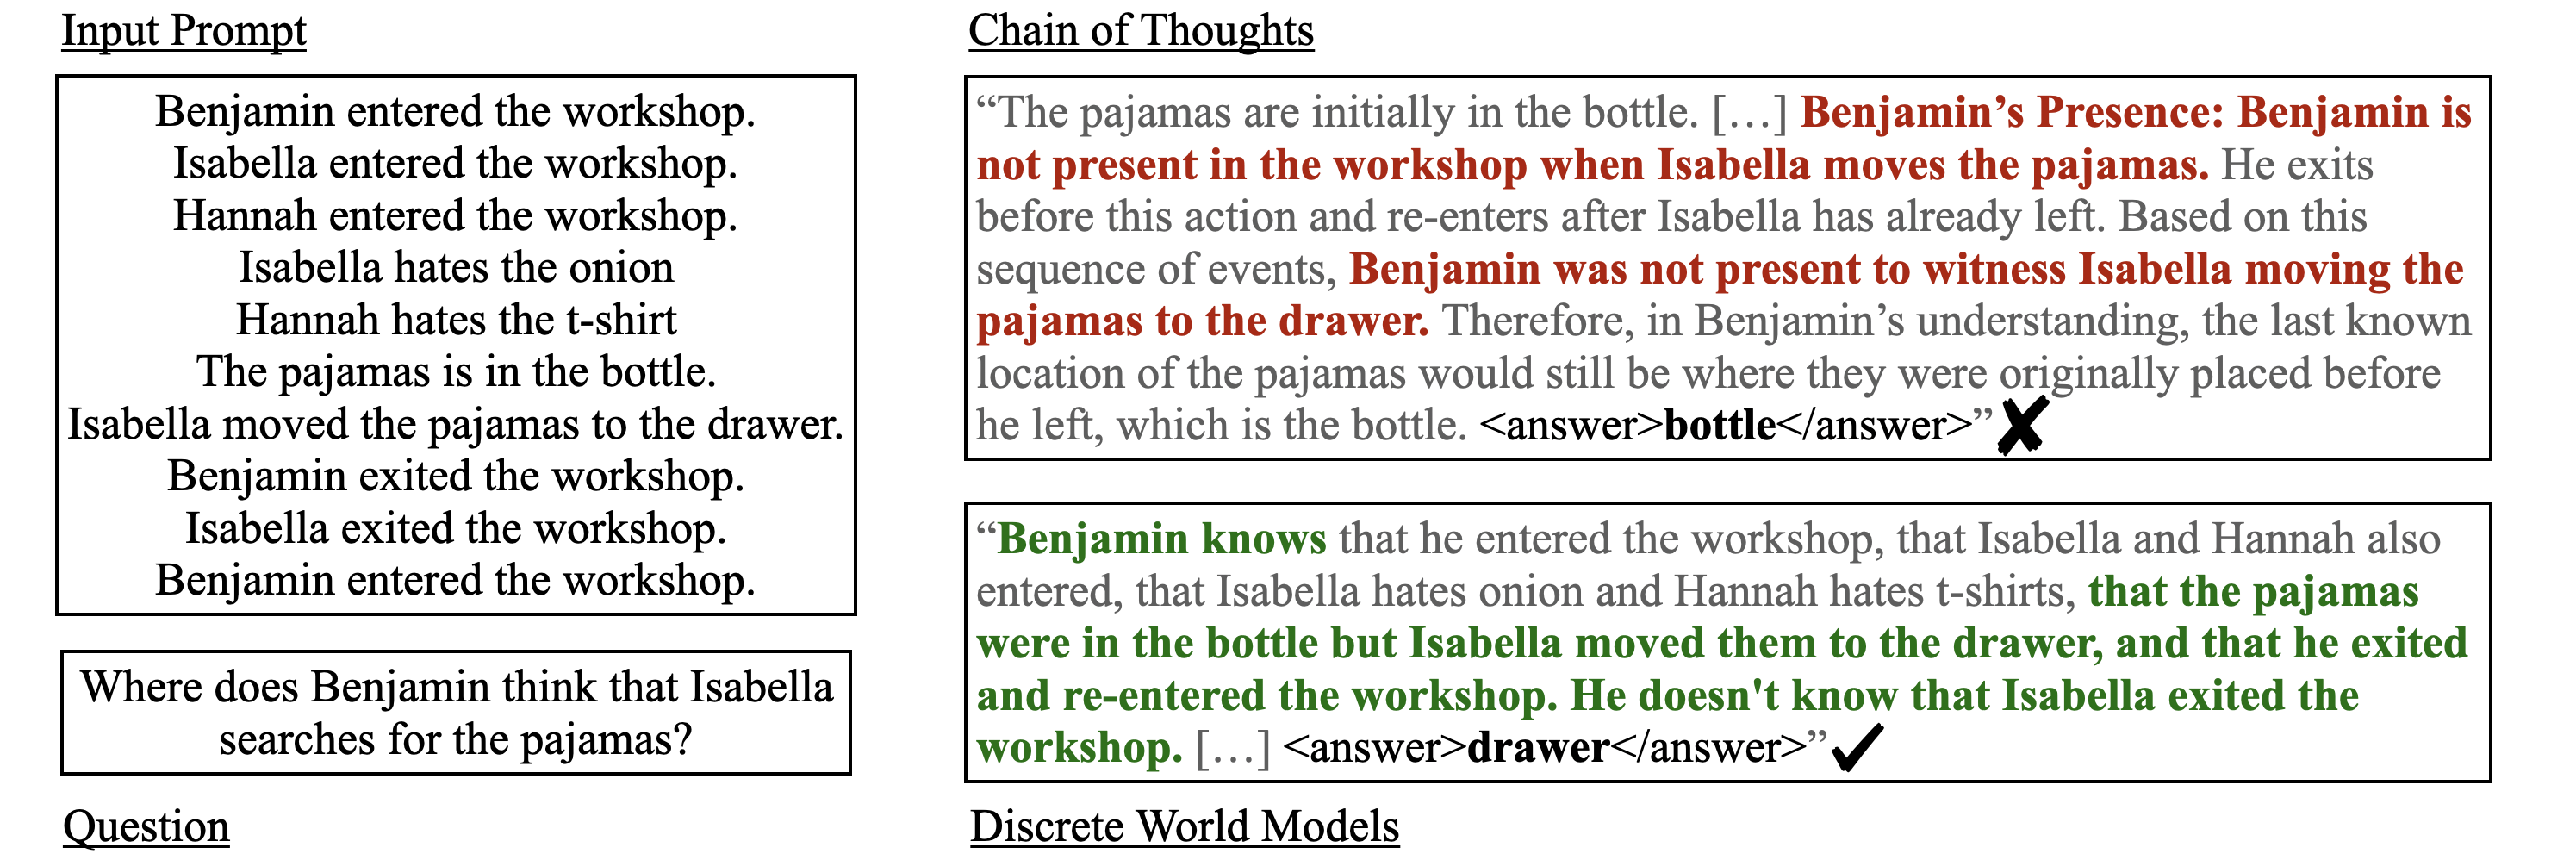 Input Prompt
Benjamin entered the workshop.
Isabella entered the workshop.
Hannah entered the workshop.
Isabella hates the onion
Hannah hates the t-shirt
The pajamas is in the bottle.
Isabella moved the pajamas to the drawer.
Benjamin exited the workshop.
Isabella exited the workshop.
Benjamin entered the workshop.
Where does Benjamin think that Isabella
searches for the pajamas?
Question
Chain of Thoughts
“The pajamas are initially in the bottle. […] Benjamin’s Presence: Benjamin is
not present in the workshop when Isabella moves the pajamas. He exits
before this action and re-enters after Isabella has already left. Based on this
sequence of events, Benjamin was not present to witness Isabella moving the
pajamas to the drawer. Therefore, in Benjamin’s understanding, the last known
location of the pajamas would still be where they were originally placed before
he left, which is the bottle. <answer>bottle</answer>” ✘
“Benjamin knows that he entered the workshop, that Isabella and Hannah also
entered, that Isabella hates onion and Hannah hates t-shirts, that the pajamas
were in the bottle but Isabella moved them to the drawer, and that he exited
and re-entered the workshop. He doesn't know that Isabella exited the
workshop. […] <answer>drawer</answer>” ✓
Discrete World Models